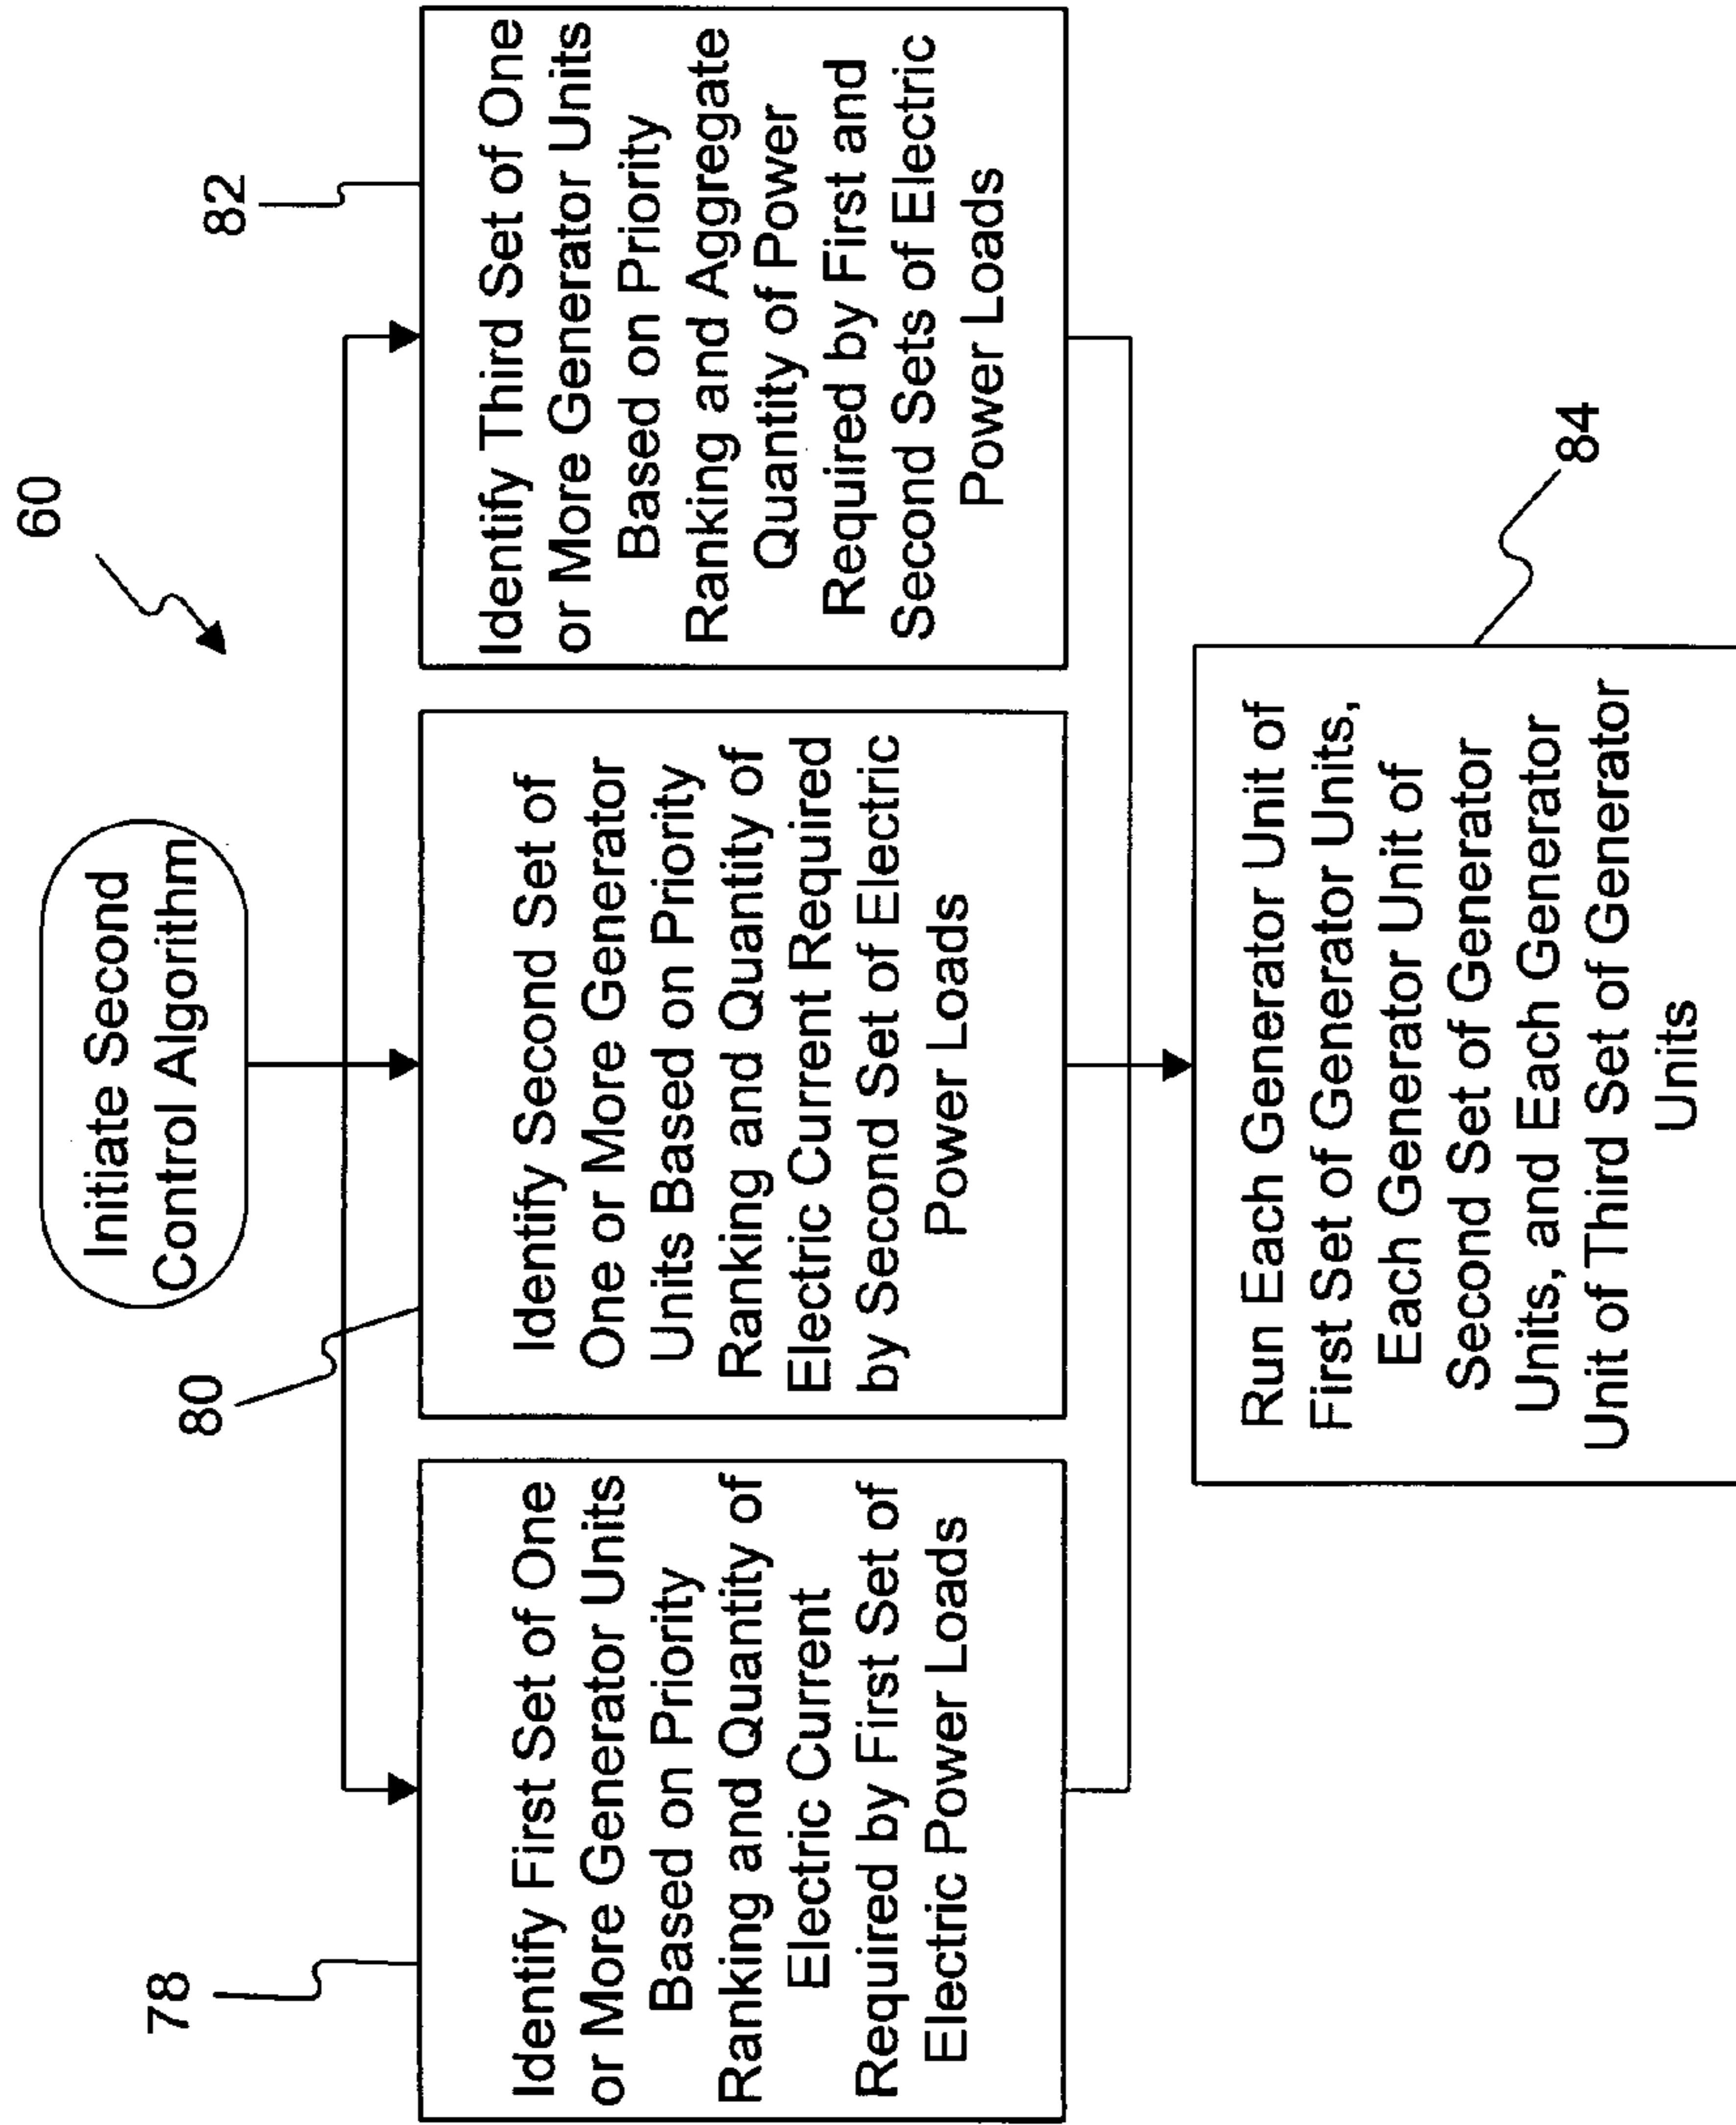 60
Initiate Second
Control Algorithm
78
Identify First Set of One
or More Generator Units
Based on Priority
Ranking and Quantity of
Electric Current
Required by First Set of
Electric Power Loads
80
Identify Second Set of
One or More Generator
Units Based on Priority
Ranking and Quantity of
Electric Current Required
by Second Set of Electric
Power Loads
82
Identify Third Set of One
or More Generator Units
Based on Priority
Ranking and Aggregate
Quantity of Power
Required by First and
Second Sets of Electric
Power Loads
84
Run Each Generator Unit of
First Set of Generator Units,
Each Generator Unit of
Second Set of Generator
Units, and Each Generator
Unit of Third Set of Generator
Units